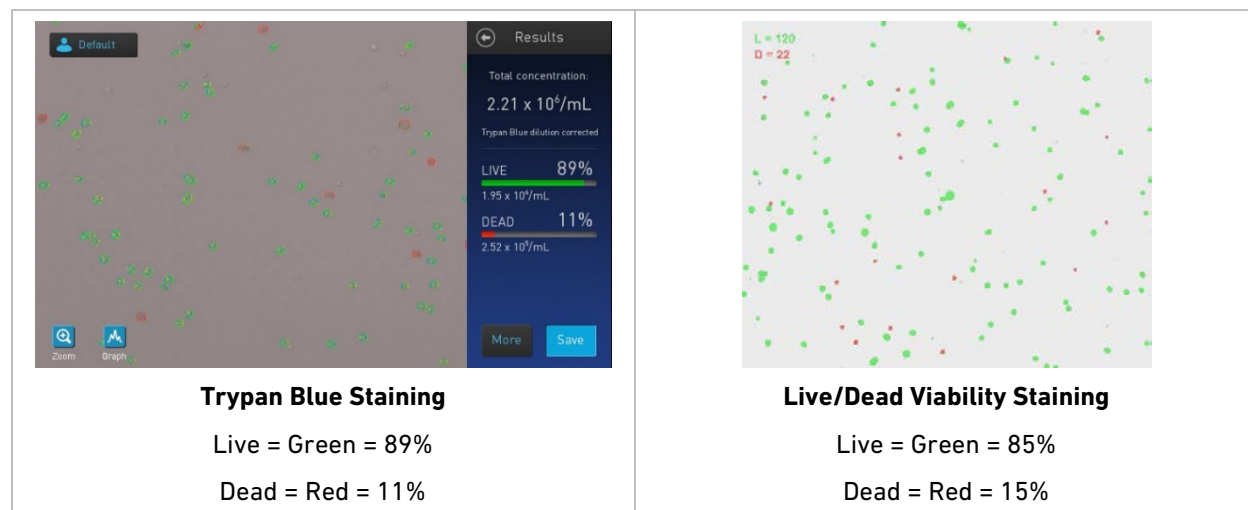 Default
Results
Total concentration:
2.21 x 10⁶/mL
Trypan Blue dilution corrected
LIVE 89%
1.95 x 10⁶/mL
DEAD 11%
2.52 x 10⁵/mL
Zoom
Graph
More
Save
Trypan Blue Staining
Live = Green = 89%
Dead = Red = 11%
L = 120
D = 22
Live/Dead Viability Staining
Live = Green = 85%
Dead = Red = 15%